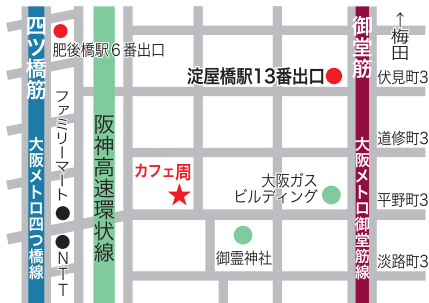 四ツ橋筋
大阪メトロ四つ橋線
肥後橋駅6番出口
ファミリーマート
NTT
阪神高速環状線
カフェ周
淀屋橋駅13番出口
大阪ガス
ビルディング
御霊神社
御堂筋
大阪メトロ御堂筋線
↑梅田
伏見町3
道修町3
平野町3
淡路町3